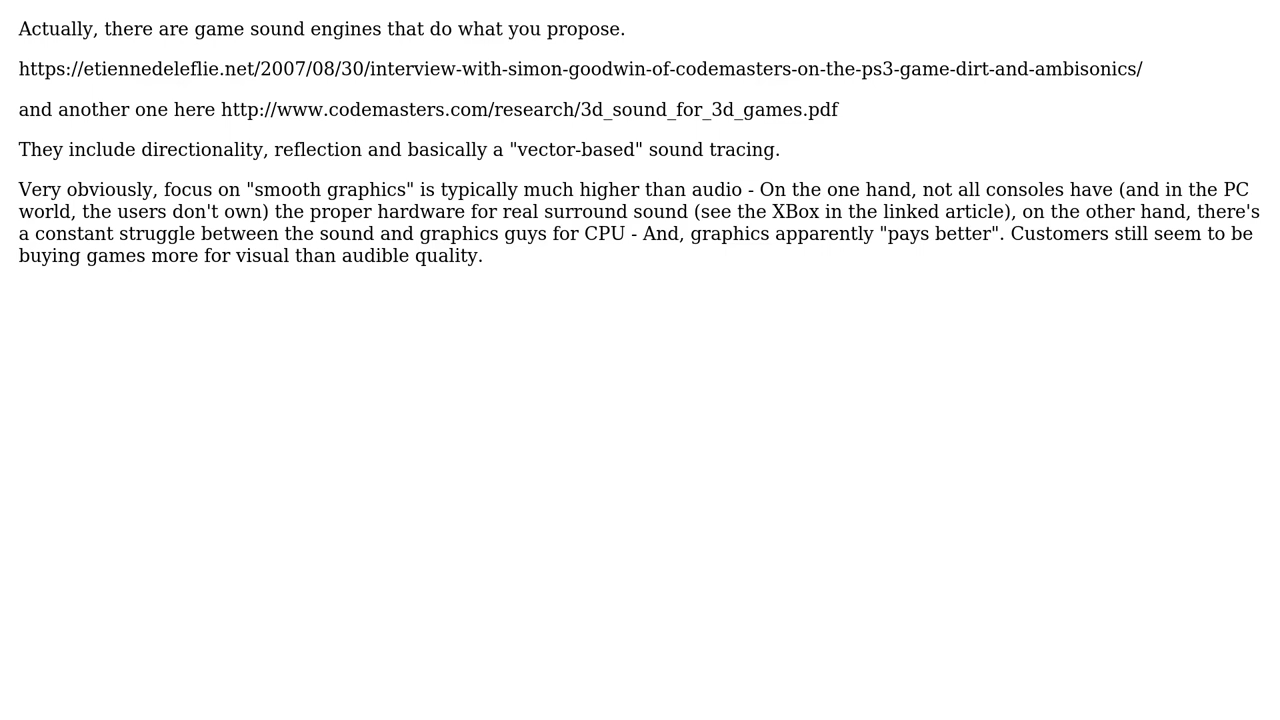 Actually, there are game sound engines that do what you propose.
https://etiennedeleflie.net/2007/08/30/interview-with-simon-goodwin-of-codemasters-on-the-ps3-game-dirt-and-ambisonics/
and another one here http://www.codemasters.com/research/3d_sound_for_3d_games.pdf
They include directionality, reflection and basically a "vector-based" sound tracing.
Very obviously, focus on "smooth graphics" is typically much higher than audio - On the one hand, not all consoles have (and in the PC
world, the users don't own) the proper hardware for real surround sound (see the XBox in the linked article), on the other hand, there's
a constant struggle between the sound and graphics guys for CPU - And, graphics apparently "pays better". Customers still seem to be
buying games more for visual than audible quality.